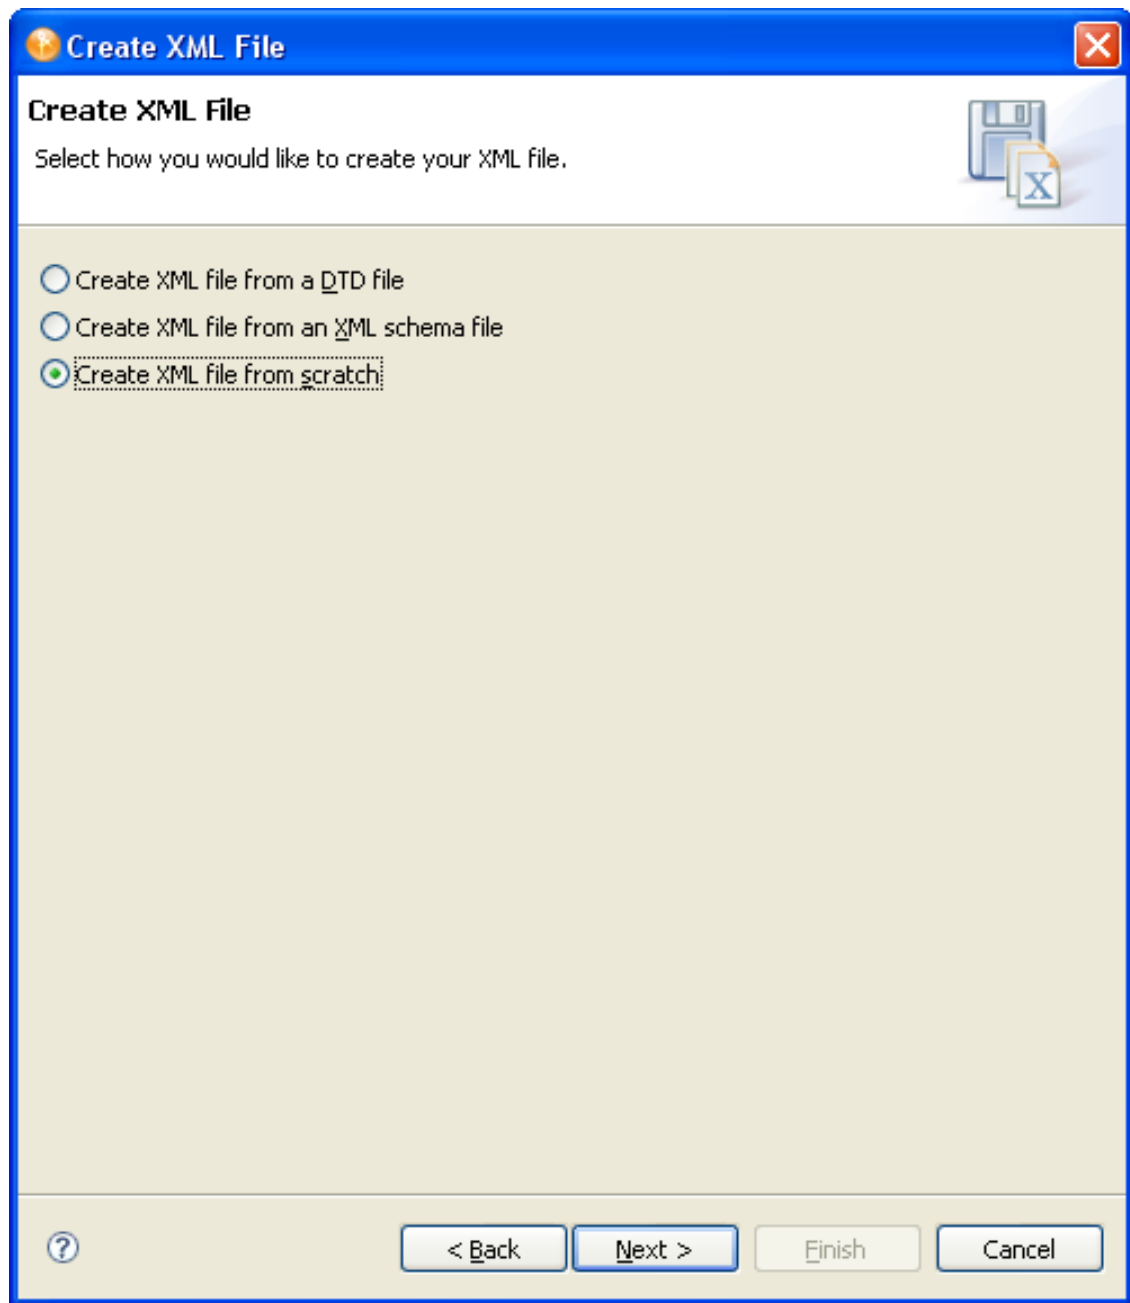 Create XML File
Create XML File
Select how you would like to create your XML file.
X
Create XML file from a DTD file
Create XML file from an XML schema file
Create XML file from scratch
?
< Back
Next >
Finish
Cancel